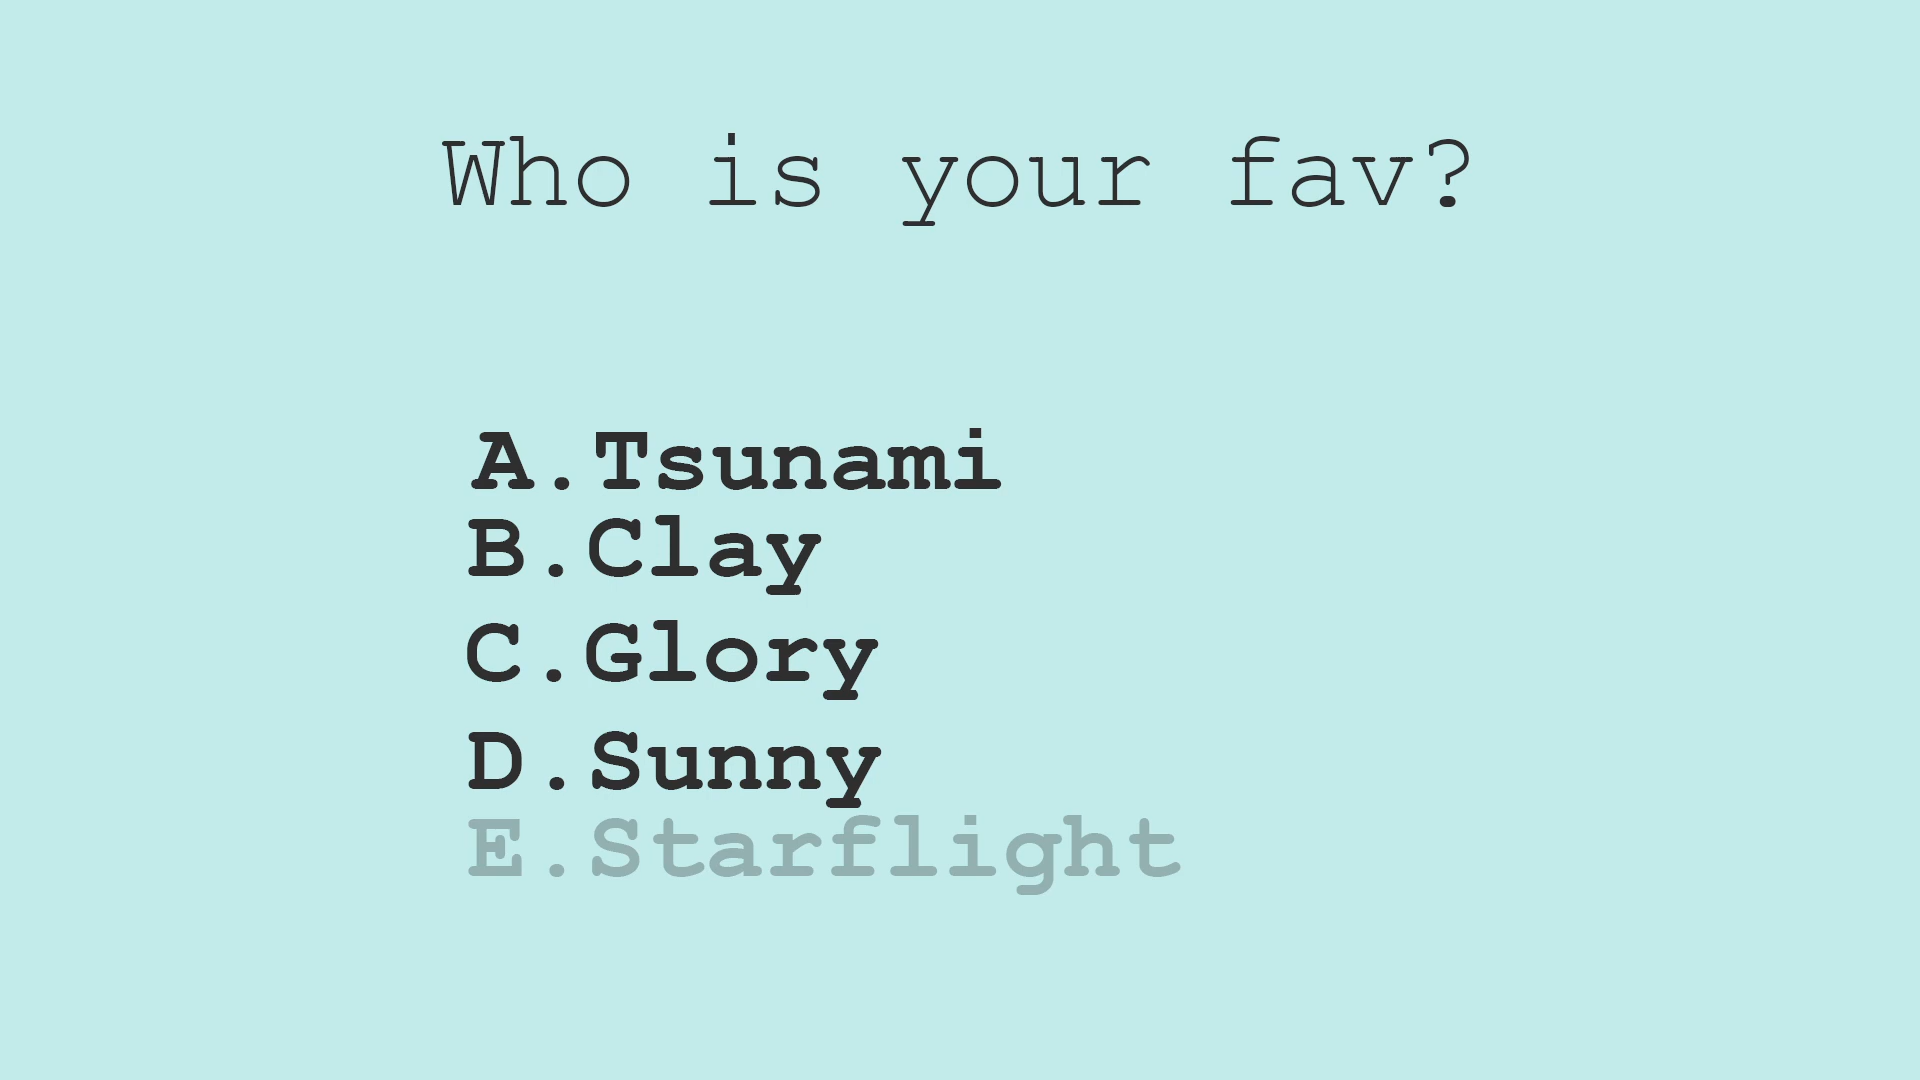 Who is your fav?
A.Tsunami
B.Clay
C.Glory
D.Sunny
E.Starflight